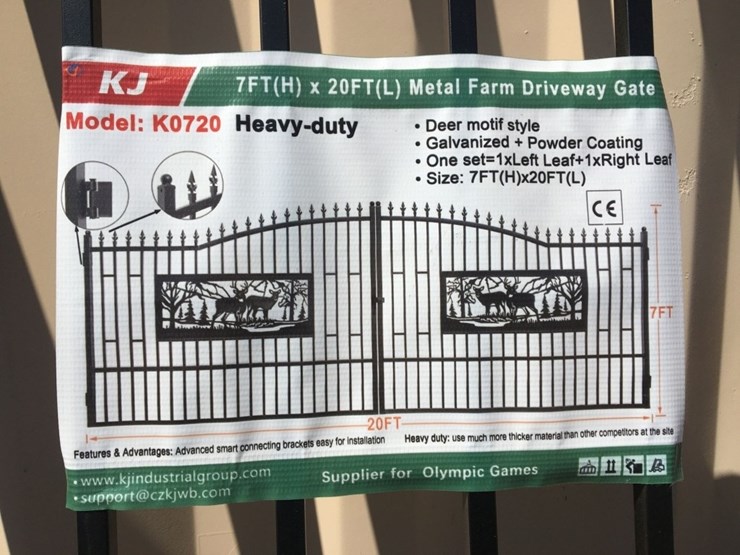 KJ
7FT(H) x 20FT(L) Metal Farm Driveway Gate
Model: K0720 Heavy-duty
• Deer motif style
• Galvanized + Powder Coating
• One set=1xLeft Leaf+1xRight Leaf
• Size: 7FT(H)x20FT(L)
CE
7FT
20FT
Features & Advantages: Advanced smart connecting brackets easy for installation
Heavy duty: use much more thicker material than other competitors at the site
• www.kjindustrialgroup.com
• support@czkjwb.com
Supplier for Olympic Games